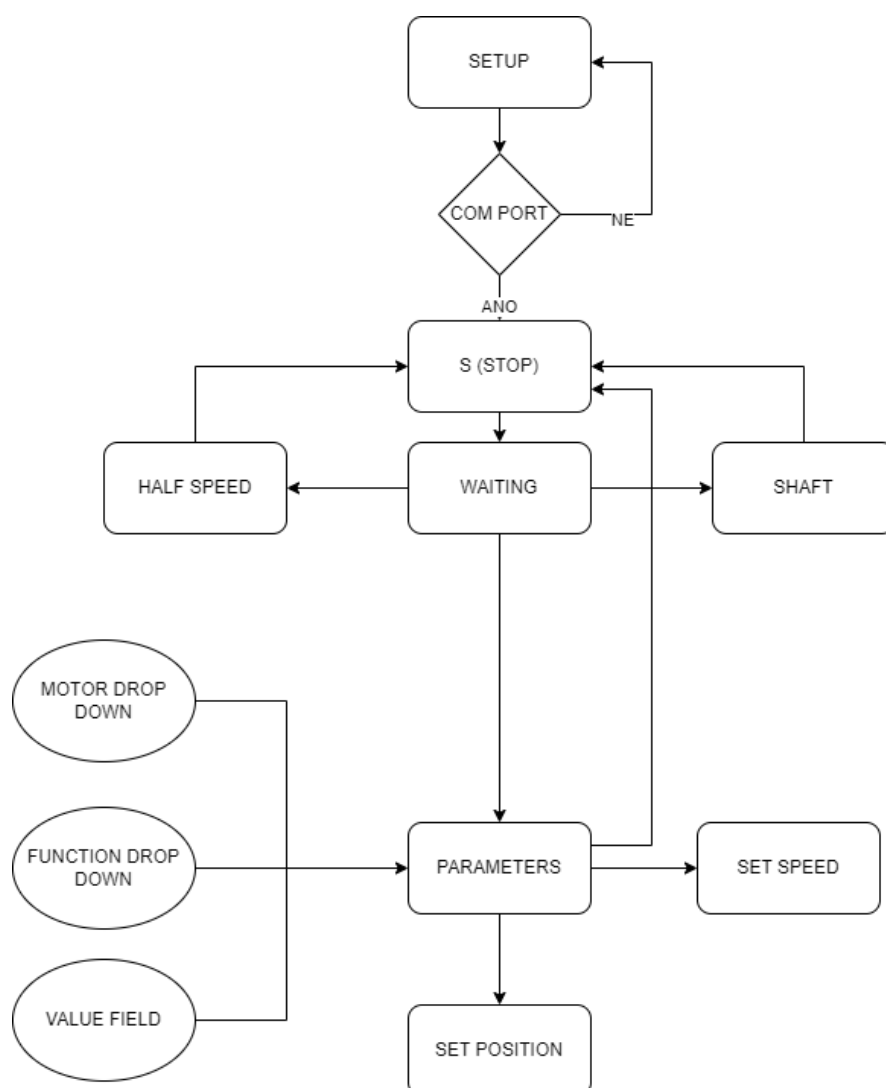 SETUP
COM PORT
NE
ANO
S (STOP)
HALF SPEED
WAITING
SHAFT
MOTOR DROP
DOWN
FUNCTION DROP
DOWN
PARAMETERS
SET SPEED
VALUE FIELD
SET POSITION